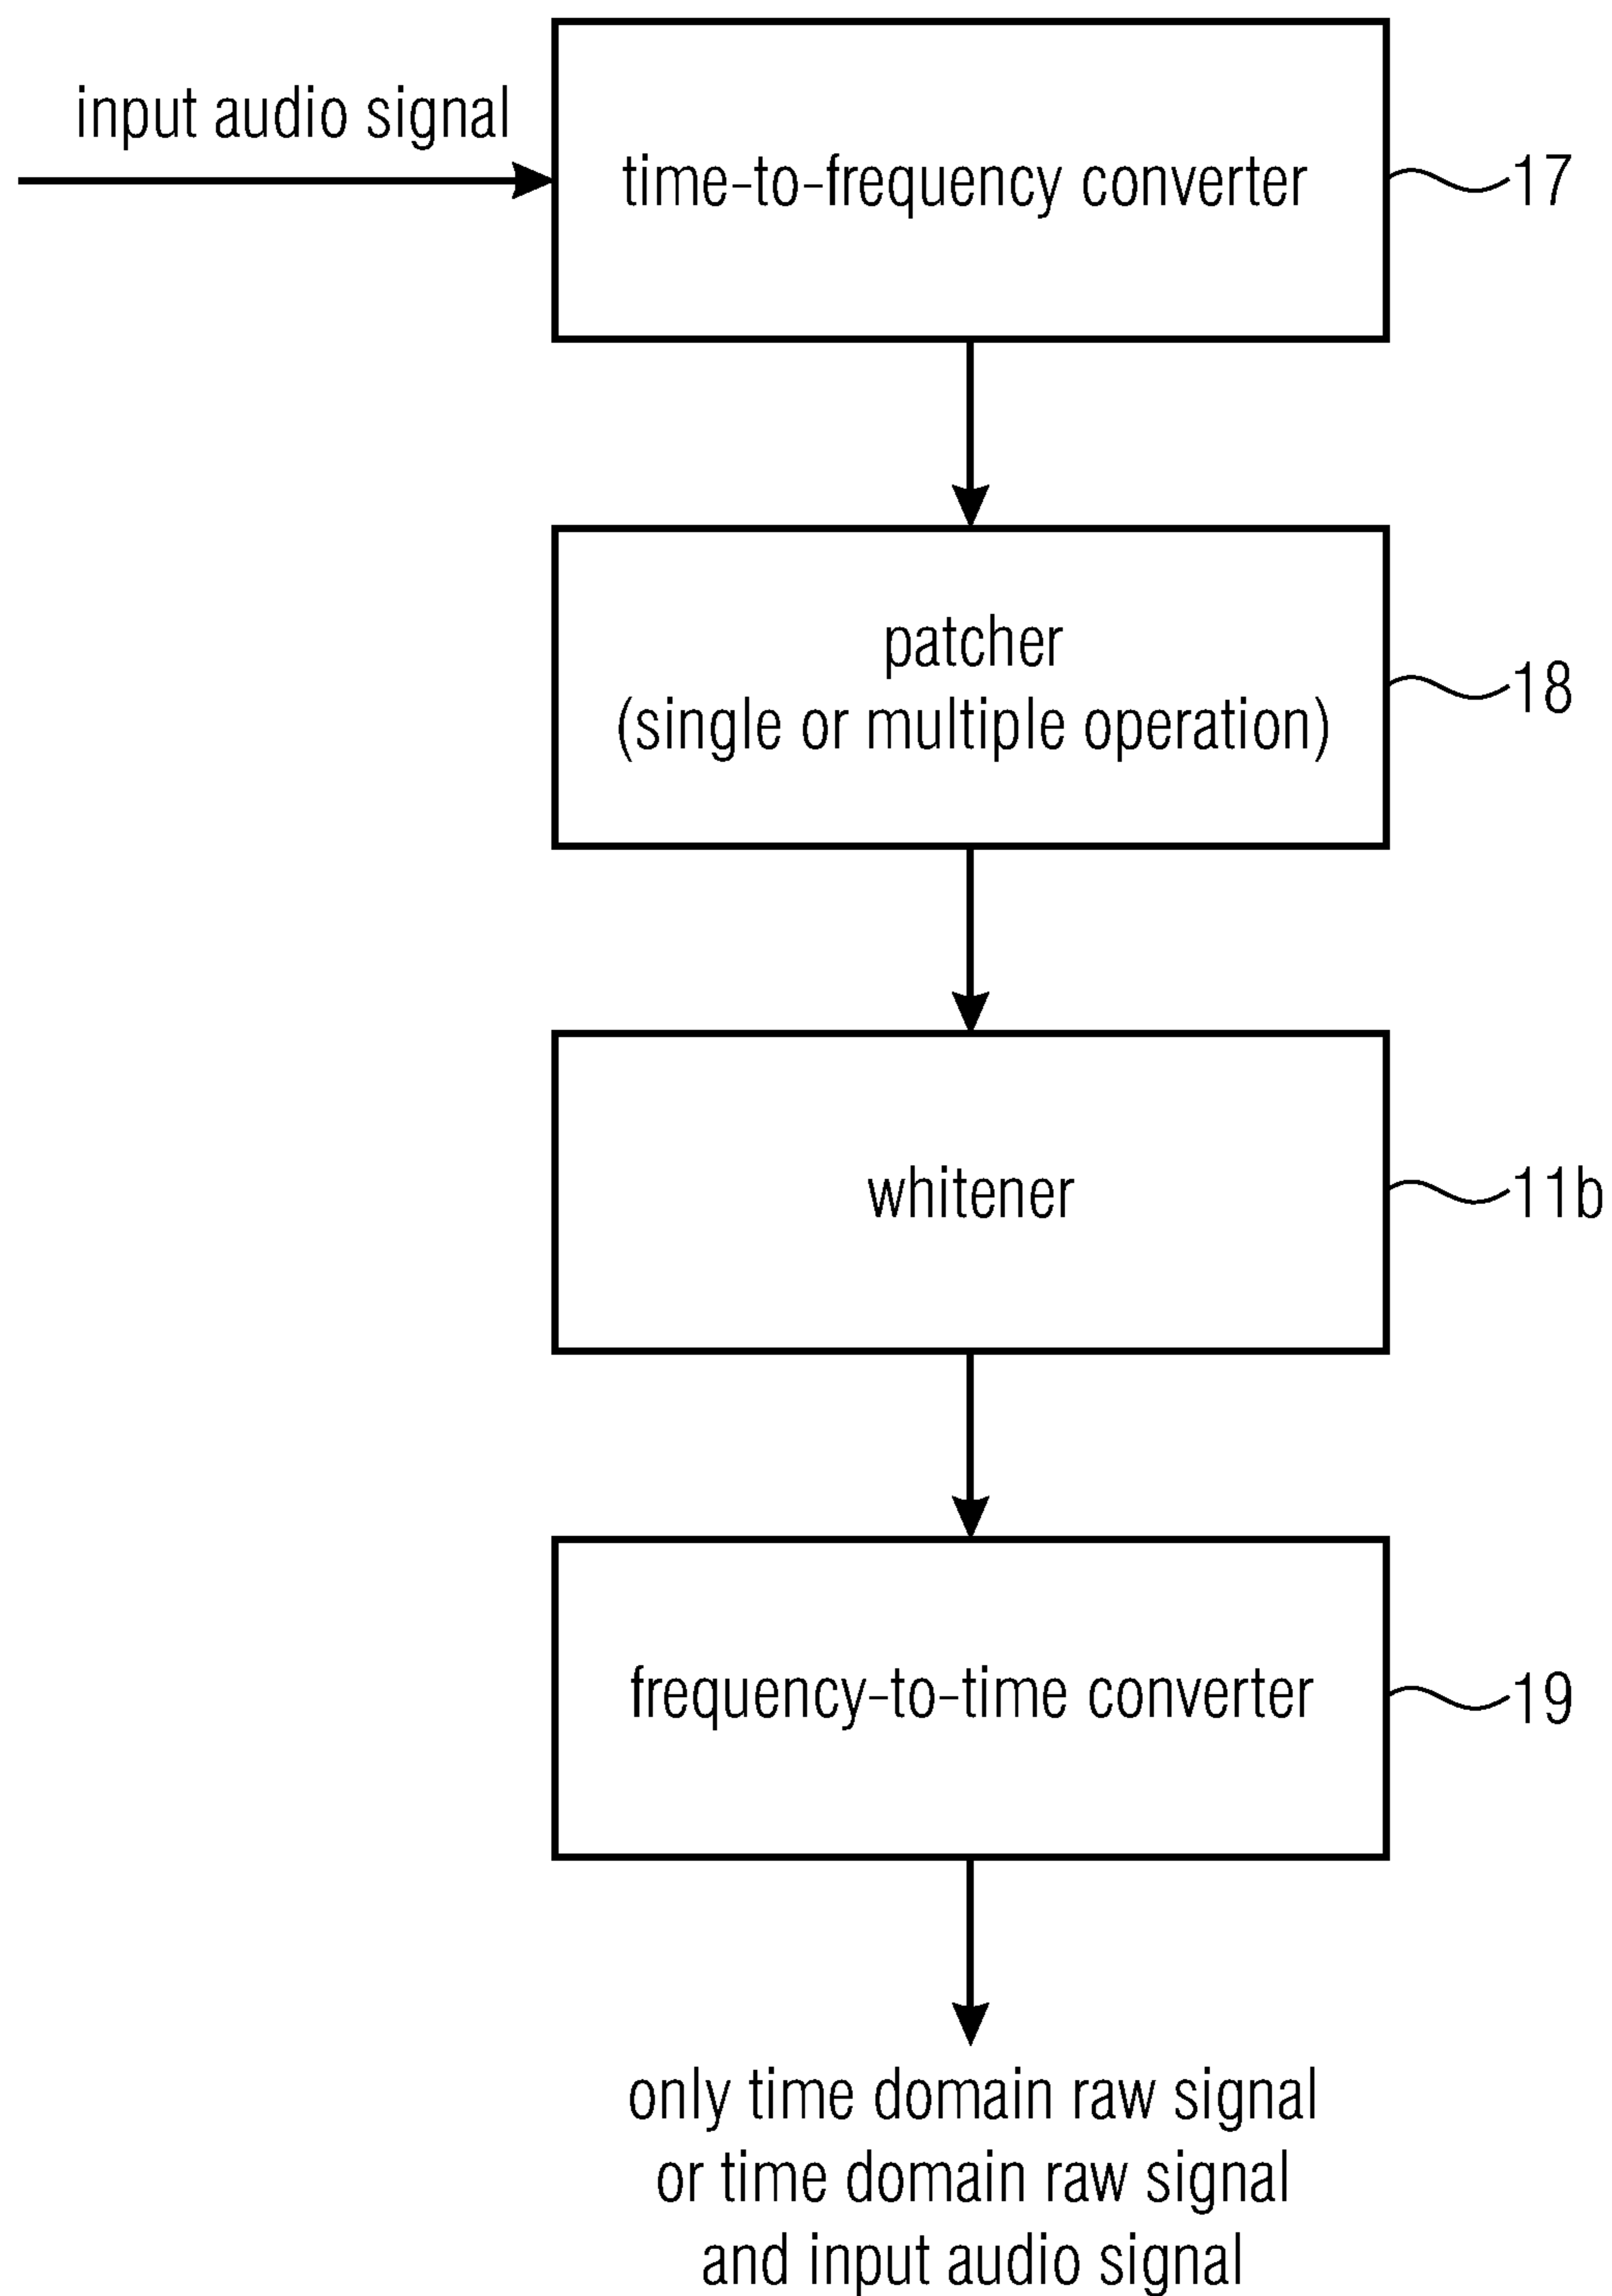 input audio signal
time-to-frequency converter
17
patcher
(single or multiple operation)
18
whitener
11b
frequency-to-time converter
19
only time domain raw signal
or time domain raw signal
and input audio signal